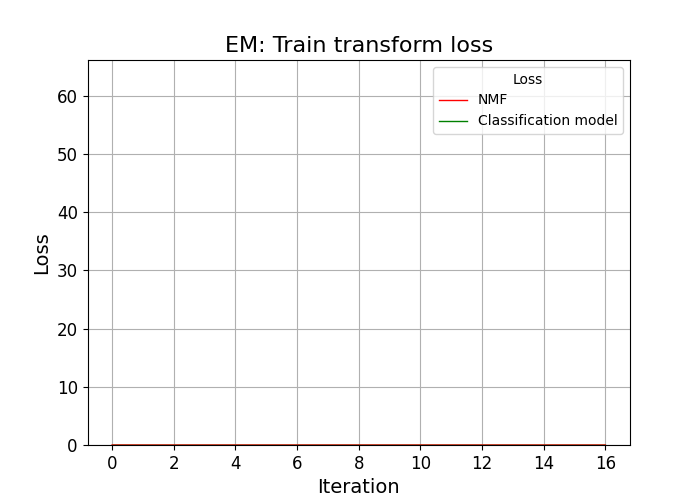 EM: Train transform loss
Loss
NMF
Classification model
60
50
40
30
20
10
0
Loss
0 2 4 6 8 10 12 14 16
Iteration